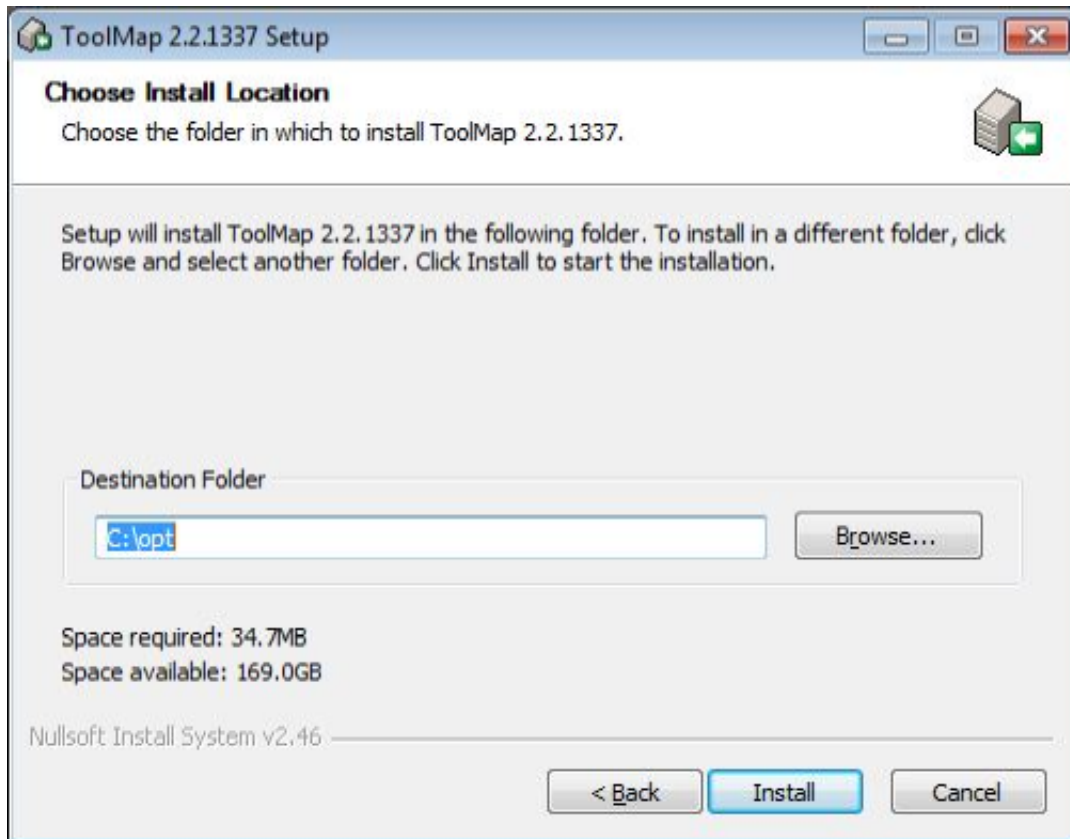 ToolMap 2.2.1337 Setup
Choose Install Location
Choose the folder in which to install ToolMap 2.2.1337.
Setup will install ToolMap 2.2.1337 in the following folder. To install in a different folder, click
Browse and select another folder. Click Install to start the installation.
Destination Folder
C:\opt
Browse...
Space required: 34.7MB
Space available: 169.0GB
Nullsoft Install System v2.46
< Back
Install
Cancel